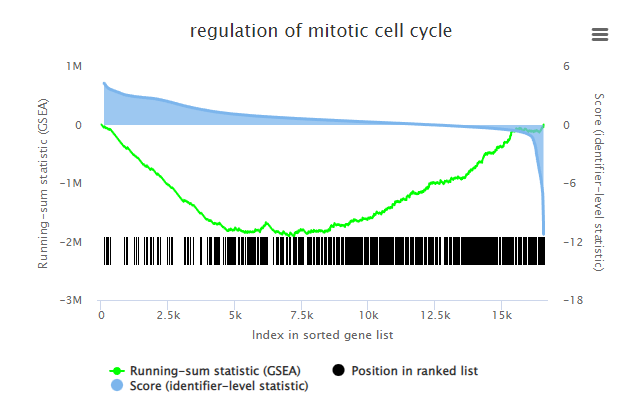 regulation of mitotic cell cycle
1M
0
-1M
-2M
-3M
Running-sum statistic (GSEA)
6
0
-6
-12
-18
Score (identifier-level statistic)
0
2.5k
5k
7.5k
10k
12.5k
15k
Index in sorted gene list
Running-sum statistic (GSEA)
Position in ranked list
Score (identifier-level statistic)